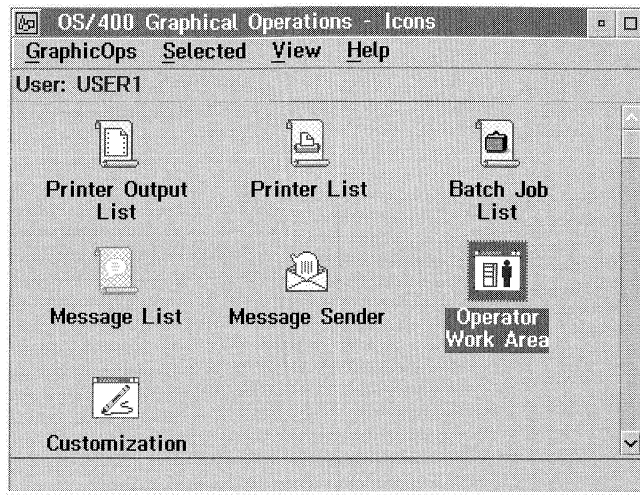 OS/400 Graphical Operations - Icons
GraphicOps Selected View Help
User: USER1
Printer Output
List
Printer List
Batch Job
List
Message List
Message Sender
Operator
Work Area
Customization